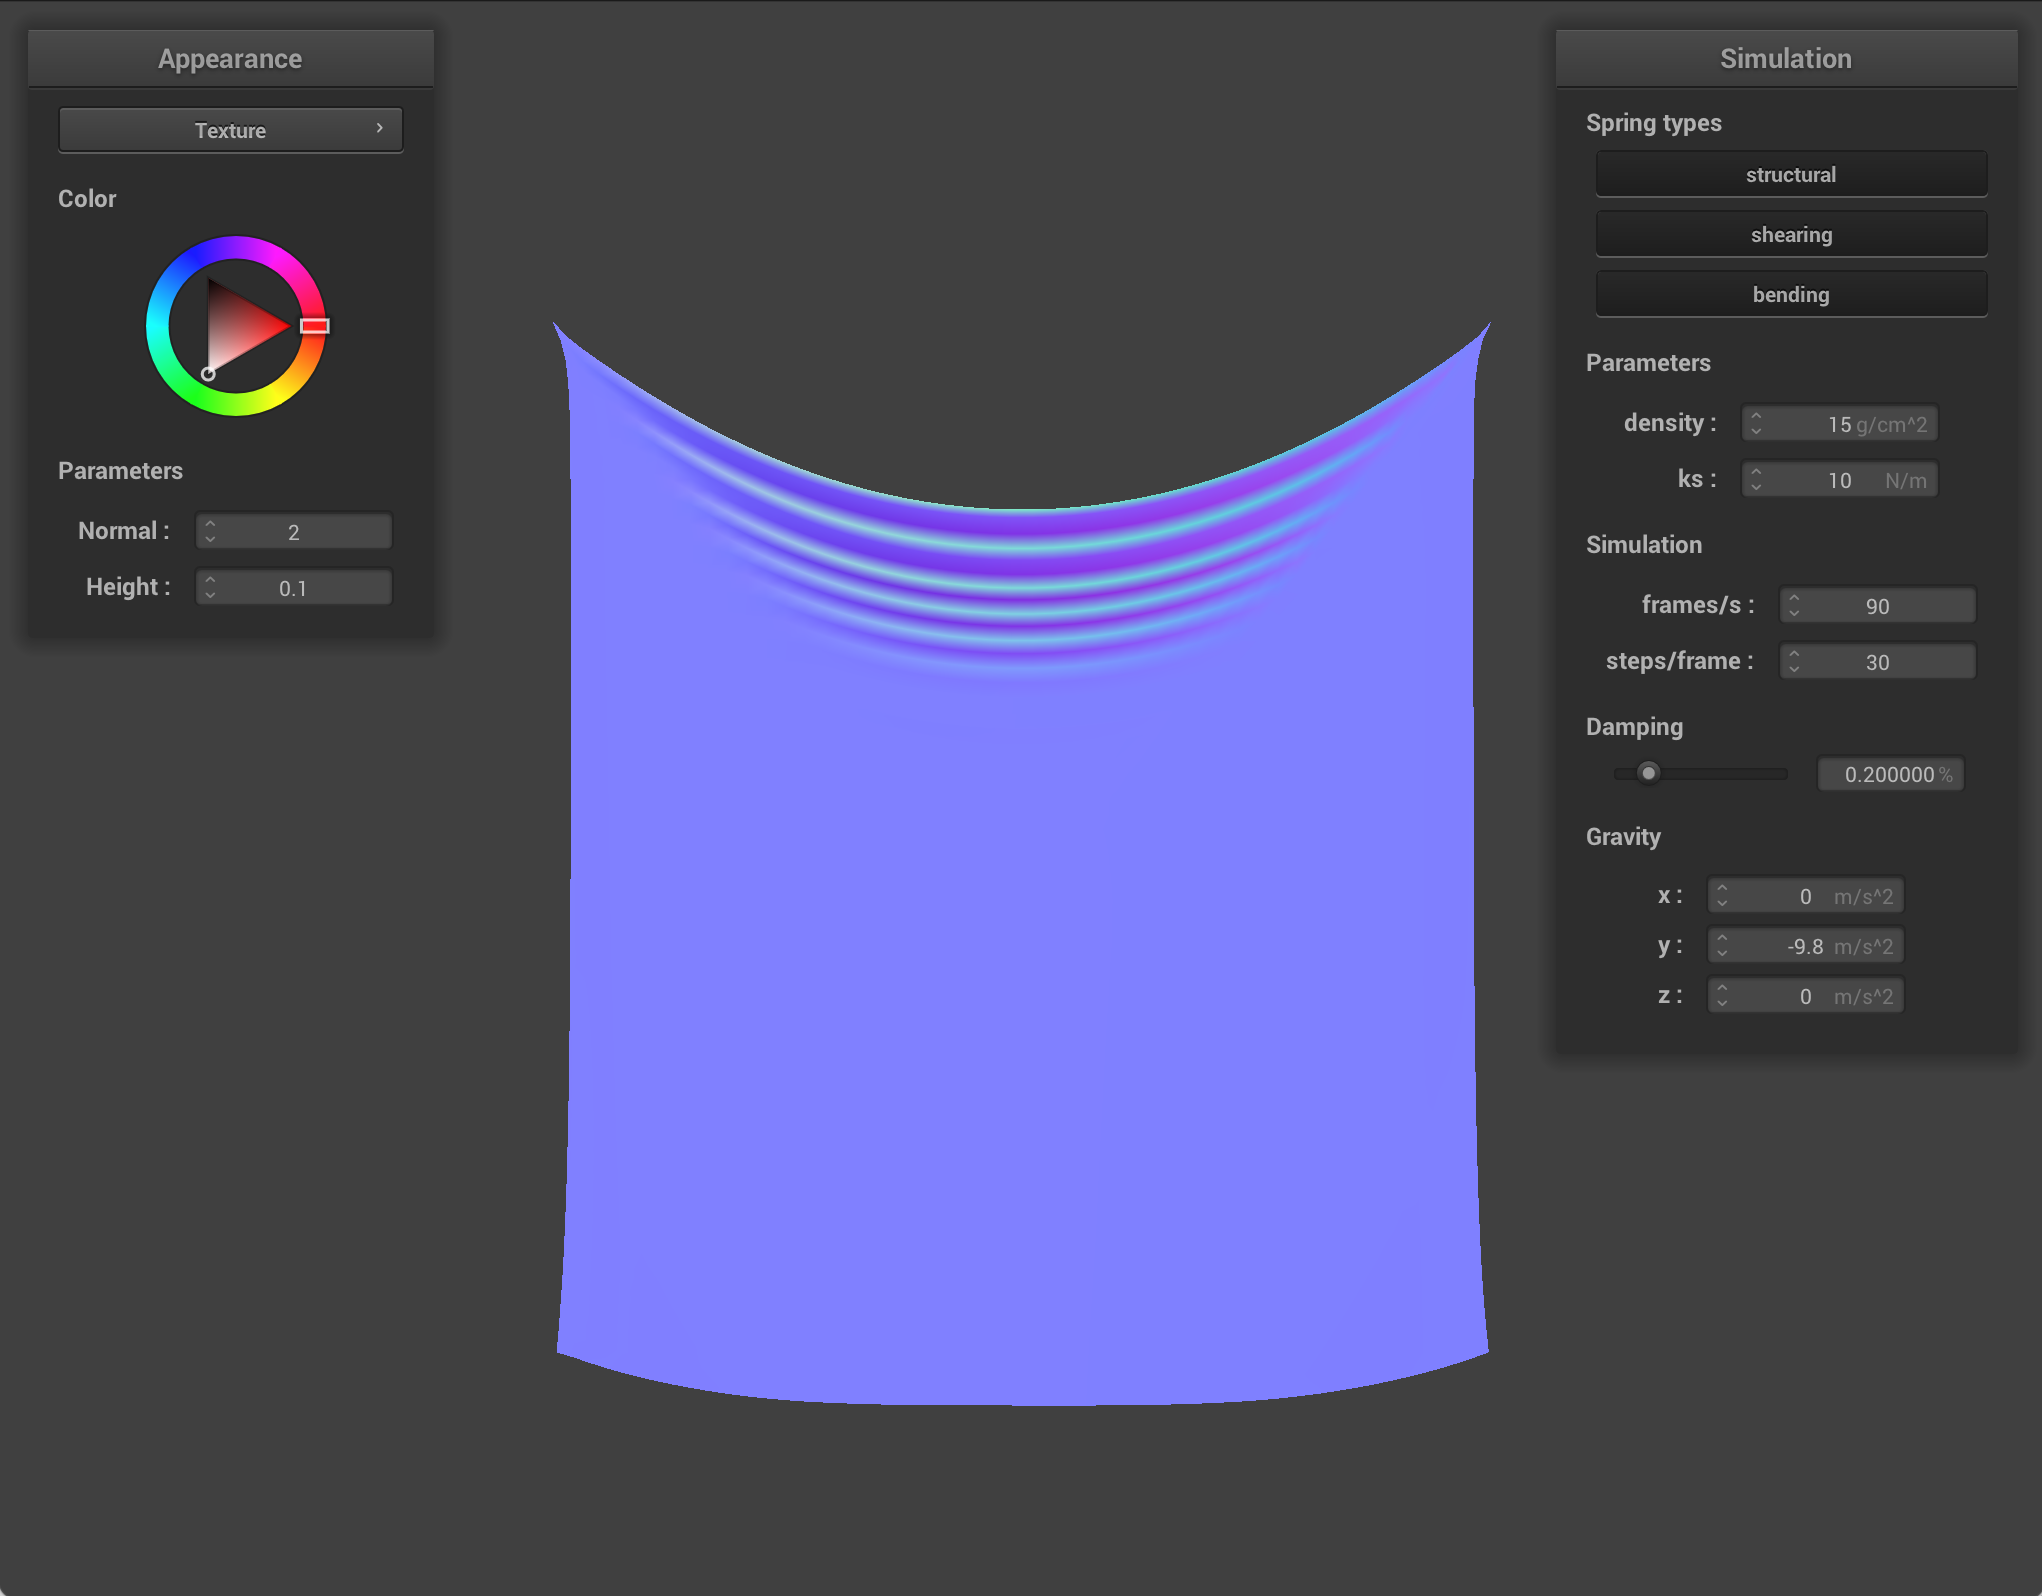 Appearance
Texture
Color
Parameters
Normal : 2
Height : 0.1
Simulation
Spring types
structural
shearing
bending
Parameters
density : 15 g/cm^2
ks : 10 N/m
Simulation
frames/s : 90
steps/frame : 30
Damping
0.200000 %
Gravity
x : 0 m/s^2
y : -9.8 m/s^2
z : 0 m/s^2